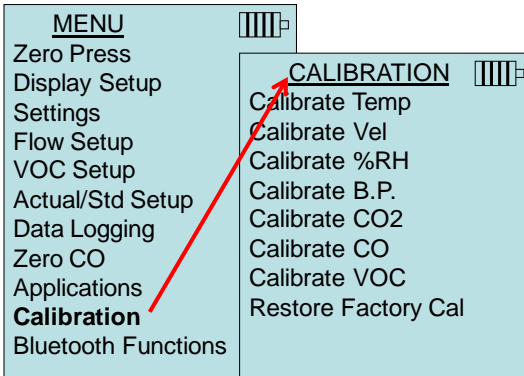 MENU
Zero Press
Display Setup
Settings
Flow Setup
VOC Setup
Actual/Std Setup
Data Logging
Zero CO
Applications
Calibration
Bluetooth Functions
CALIBRATION
Calibrate Temp
Calibrate Vel
Calibrate %RH
Calibrate B.P.
Calibrate CO2
Calibrate CO
Calibrate VOC
Restore Factory Cal